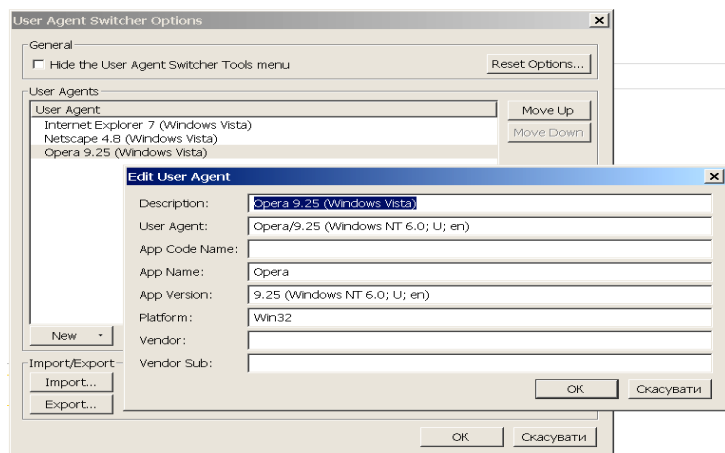 User Agent Switcher Options
General
Hide the User Agent Switcher Tools menu
Reset Options...
User Agents
User Agent
Internet Explorer 7 (Windows Vista)
Netscape 4.8 (Windows Vista)
Opera 9.25 (Windows Vista)
Move Up
Move Down
Edit User Agent
Description: Opera 9.25 (Windows Vista)
User Agent: Opera/9.25 (Windows NT 6.0; U; en)
App Code Name:
App Name: Opera
App Version: 9.25 (Windows NT 6.0; U; en)
Platform: Win32
Vendor:
Vendor Sub:
OK Скасувати
New
Import/Export
Import...
Export...
OK Скасувати